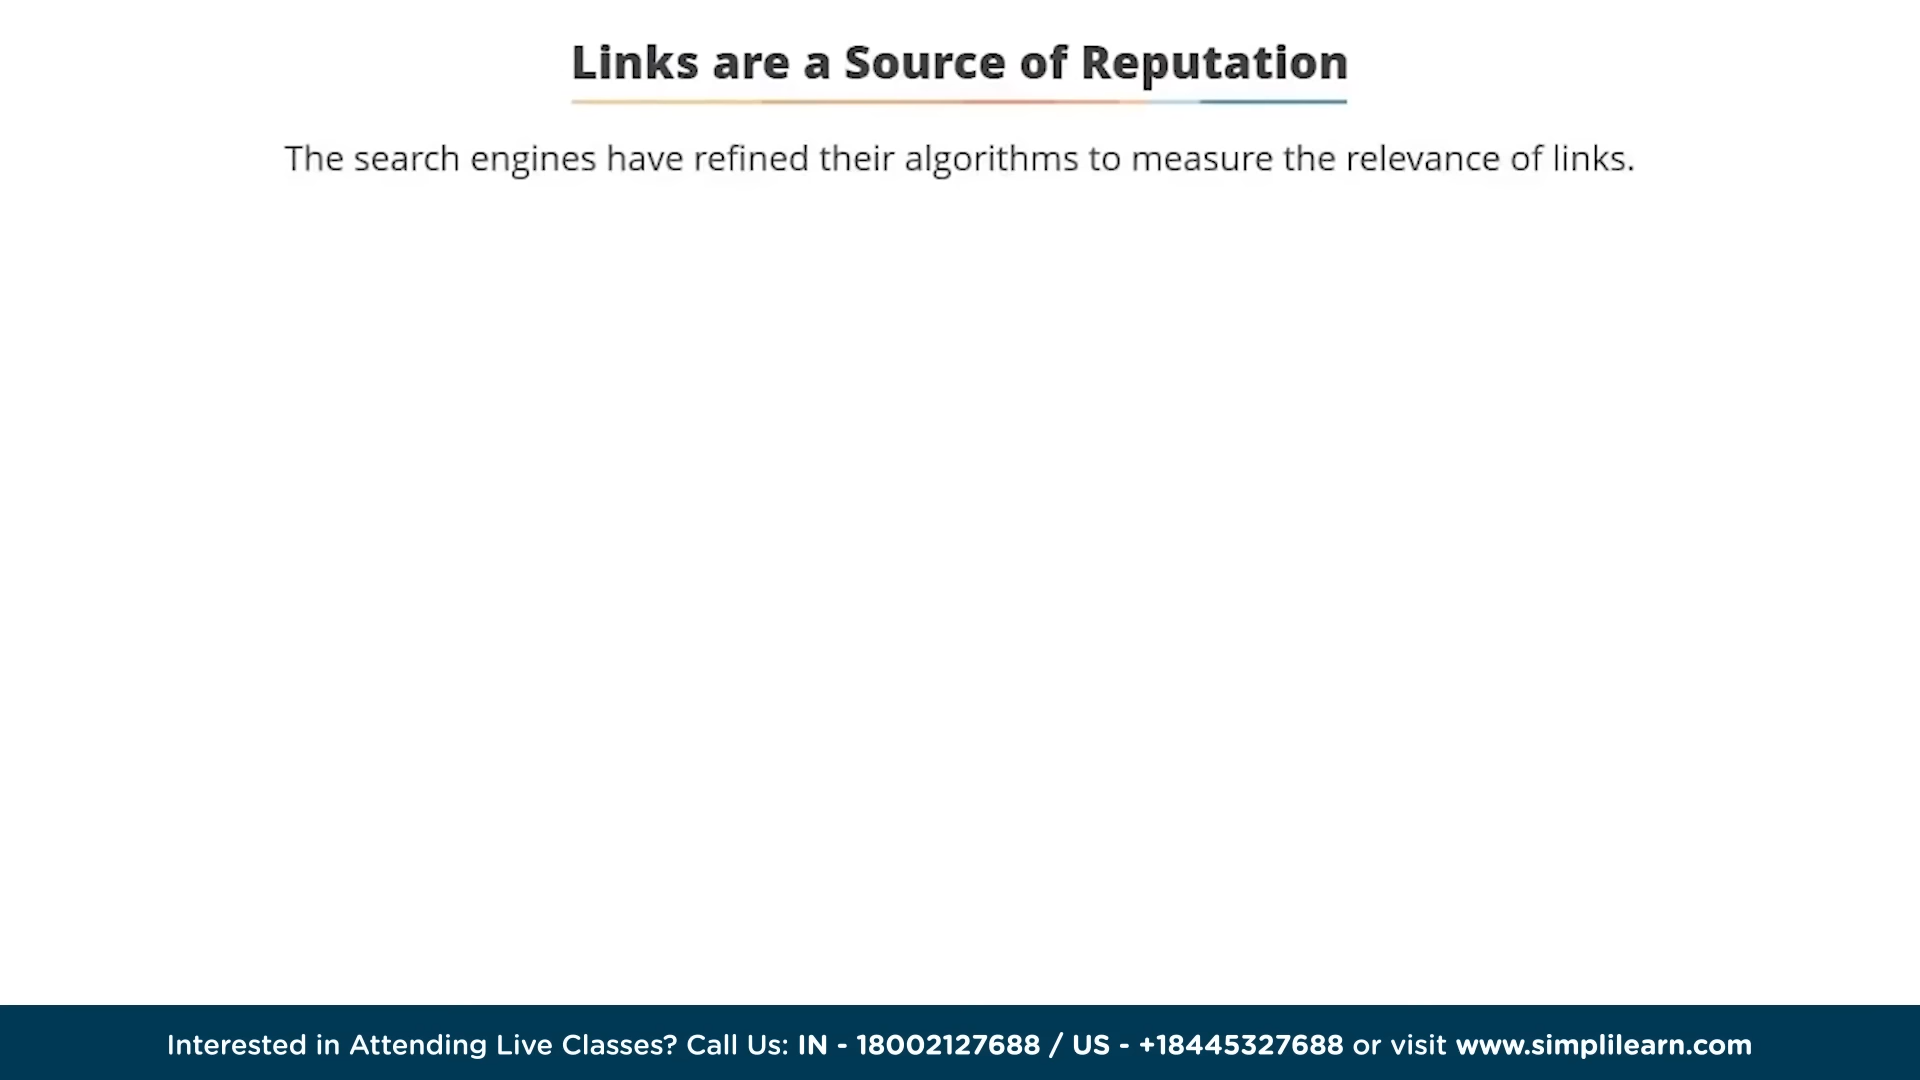 Links are a Source of Reputation
The search engines have refined their algorithms to measure the relevance of links.
Interested in Attending Live Classes? Call Us: IN - 18002127688 / US - +18445327688 or visit www.simplilearn.com